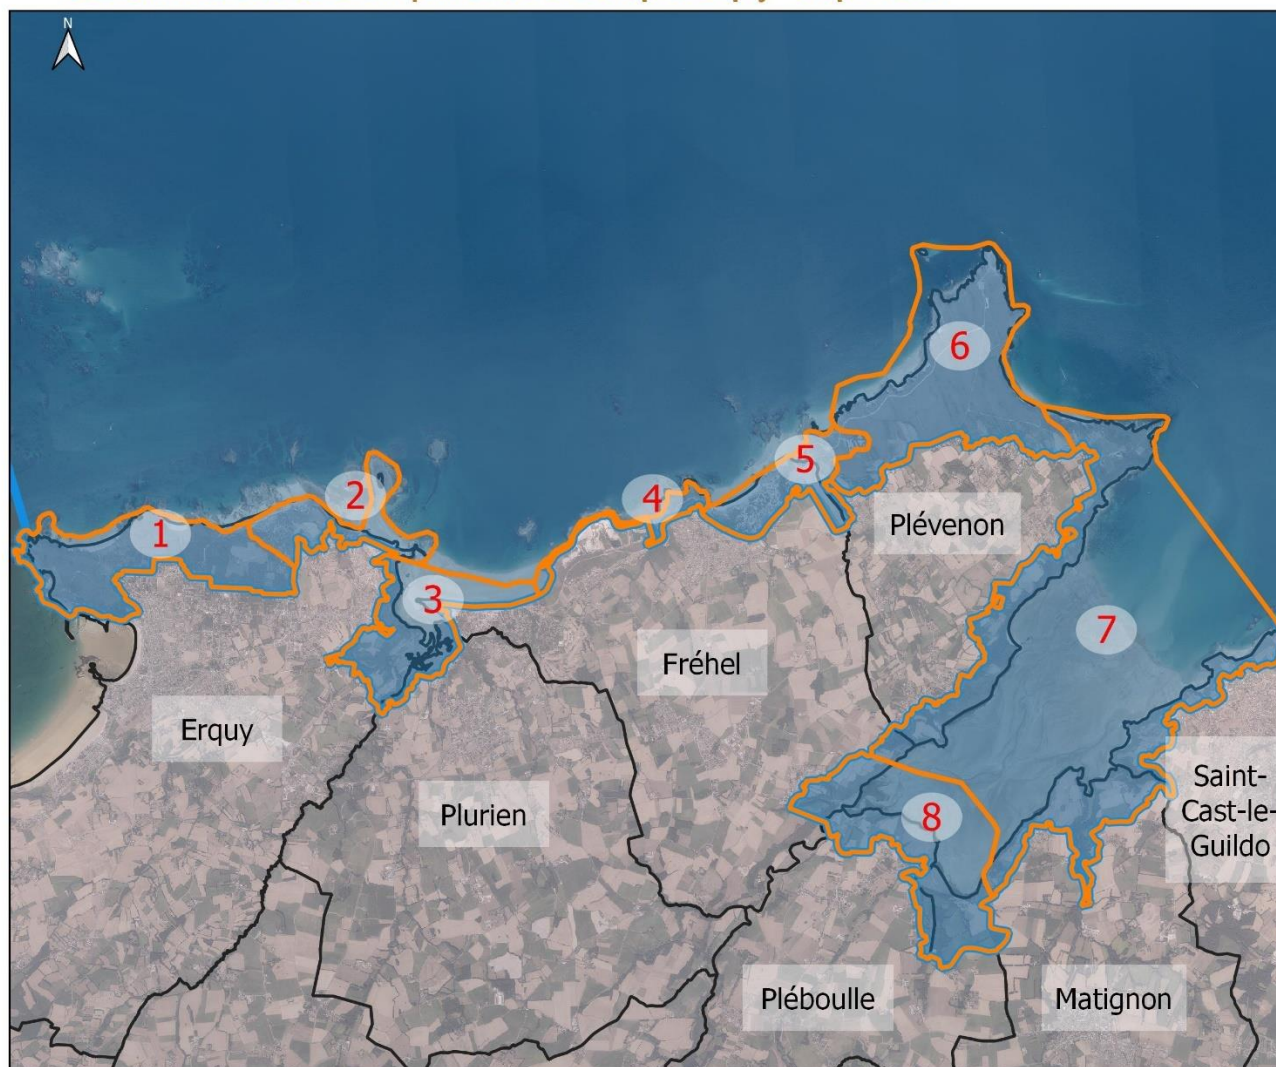 N
6
5
2
4
1
Plévenon
3
7
Fréhel
Erquy
Saint-
Cast-le-
Guildo
Plurien
8
Pléboulle
Matignon